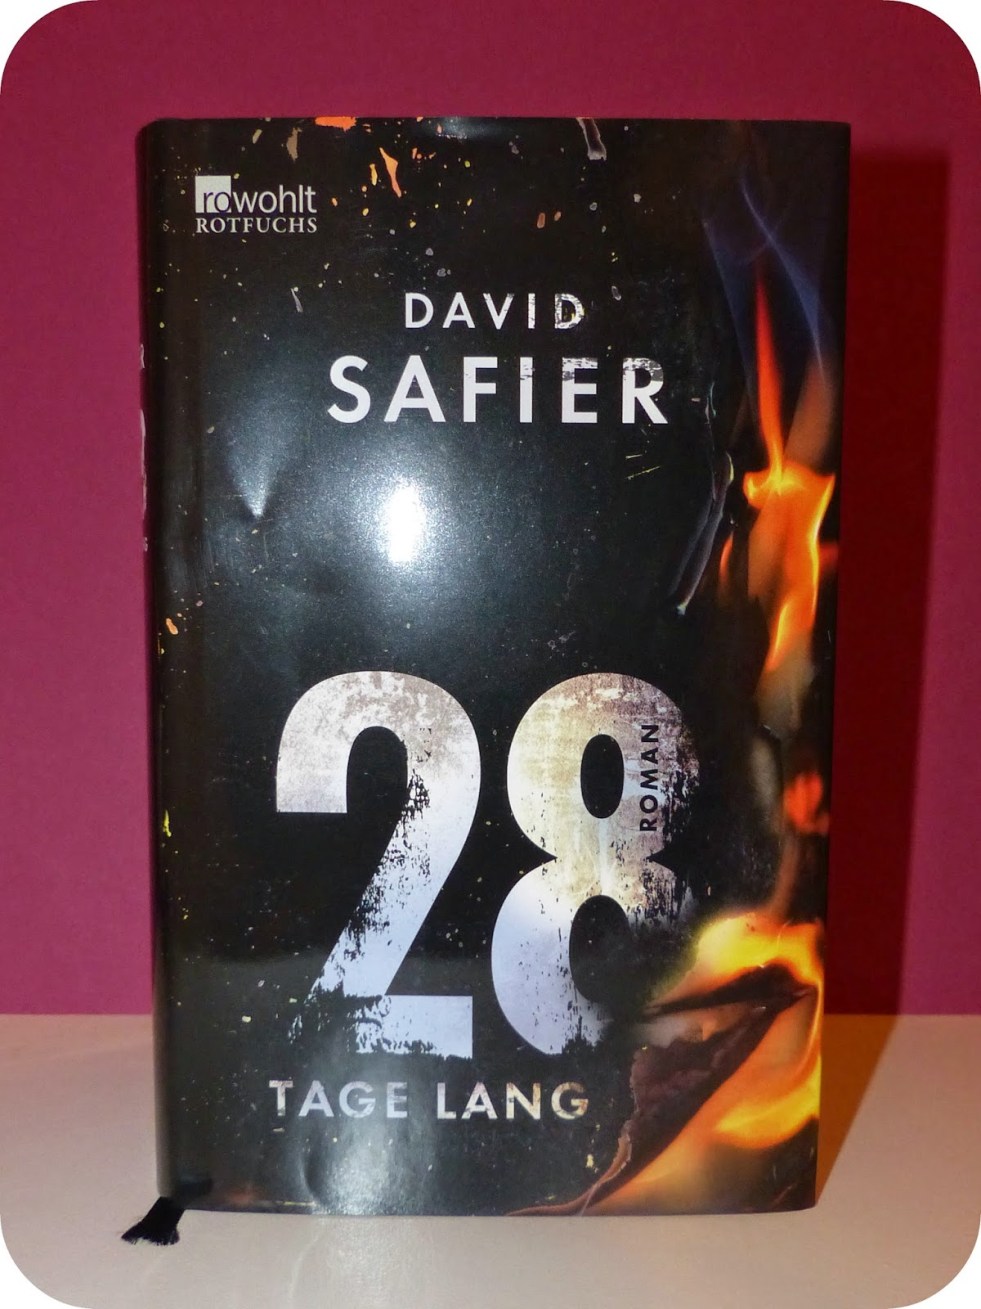 rowohlt
ROTFUCHS
DAVID
SAFIER
28
ROMAN
TAGE LANG